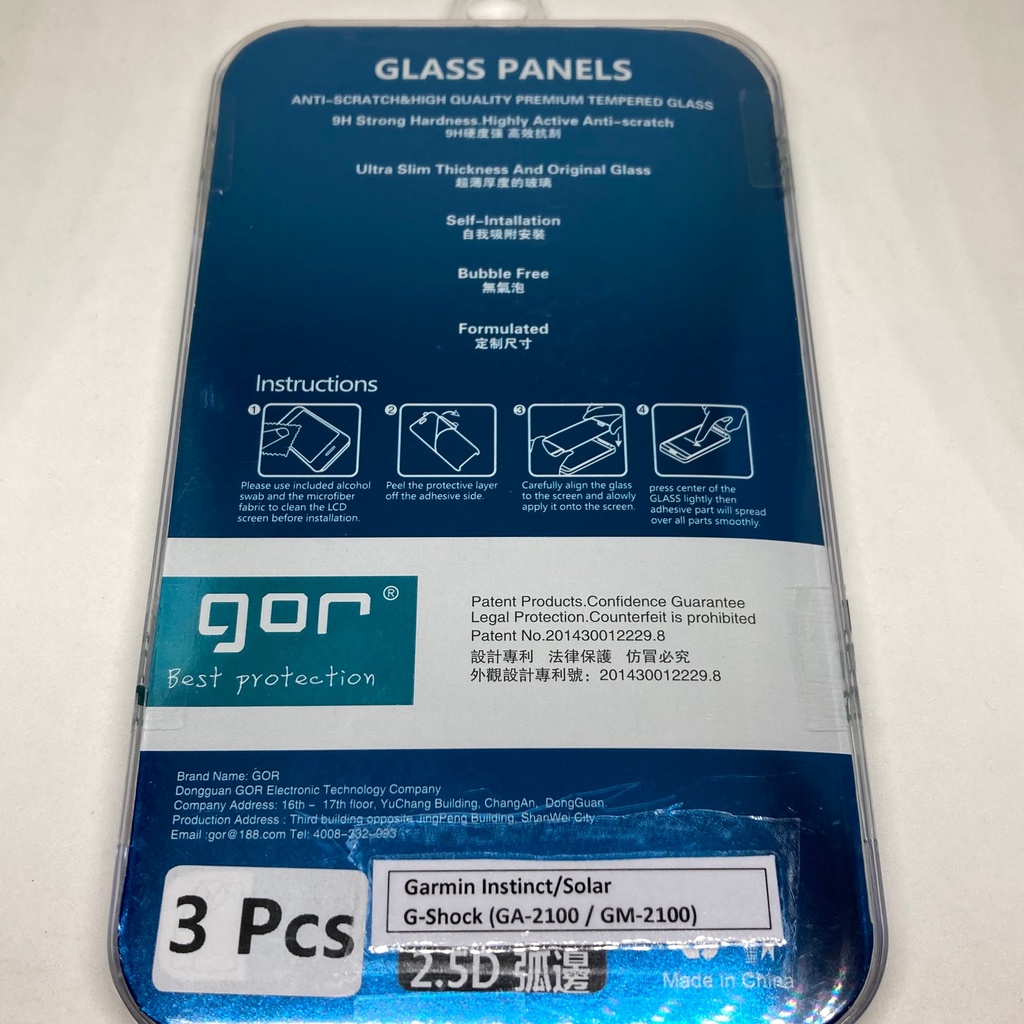 GLASS PANELS
ANTI-SCRATCH&HIGH QUALITY PREMIUM TEMPERED GLASS
9H Strong Hardness.Highly Active Anti-scratch
9H硬度强 高效抗刮
Ultra Slim Thickness And Original Glass
超薄厚度的玻璃
Self-Intallation
自我吸附安裝
Bubble Free
無氣泡
Formulated
定制尺寸
Instructions
1
Please use included alcohol
swab and the microfiber
fabric to clean the LCD
screen before installation.
2
Peel the protective layer
off the adhesive side.
3
Carefully align the glass
to the screen and alowly
apply it onto the screen.
4
press center of the
GLASS lightly then
adhesive part will spread
over all parts smoothly.
gor®
Best protection
Patent Products.Confidence Guarantee
Legal Protection.Counterfeit is prohibited
Patent No.201430012229.8
設計專利 法律保護 仿冒必究
外觀設計專利號：201430012229.8
Brand Name: GOR
Dongguan GOR Electronic Technology Company
Company Address: 16th – 17th floor, YuChang Building, ChangAn, DongGuan
Production Address : Third building opposite JingPeng Building, ShanWei City
Email :gor@188.com Tel: 4008-332-093
3 Pcs
Garmin Instinct/Solar
G-Shock (GA-2100 / GM-2100)
2.5D 弧邊
Made in China